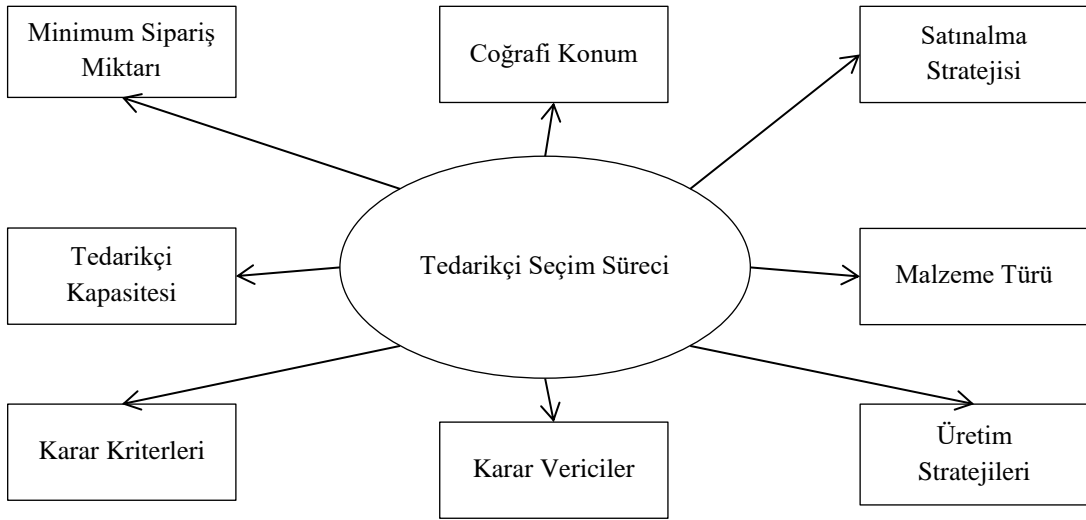 Minimum Sipariş
Miktarı
Coğrafi Konum
Satınalma
Stratejisi
Tedarikçi
Kapasitesi
Tedarikçi Seçim Süreci
Malzeme Türü
Karar Kriterleri
Karar Vericiler
Üretim
Stratejileri